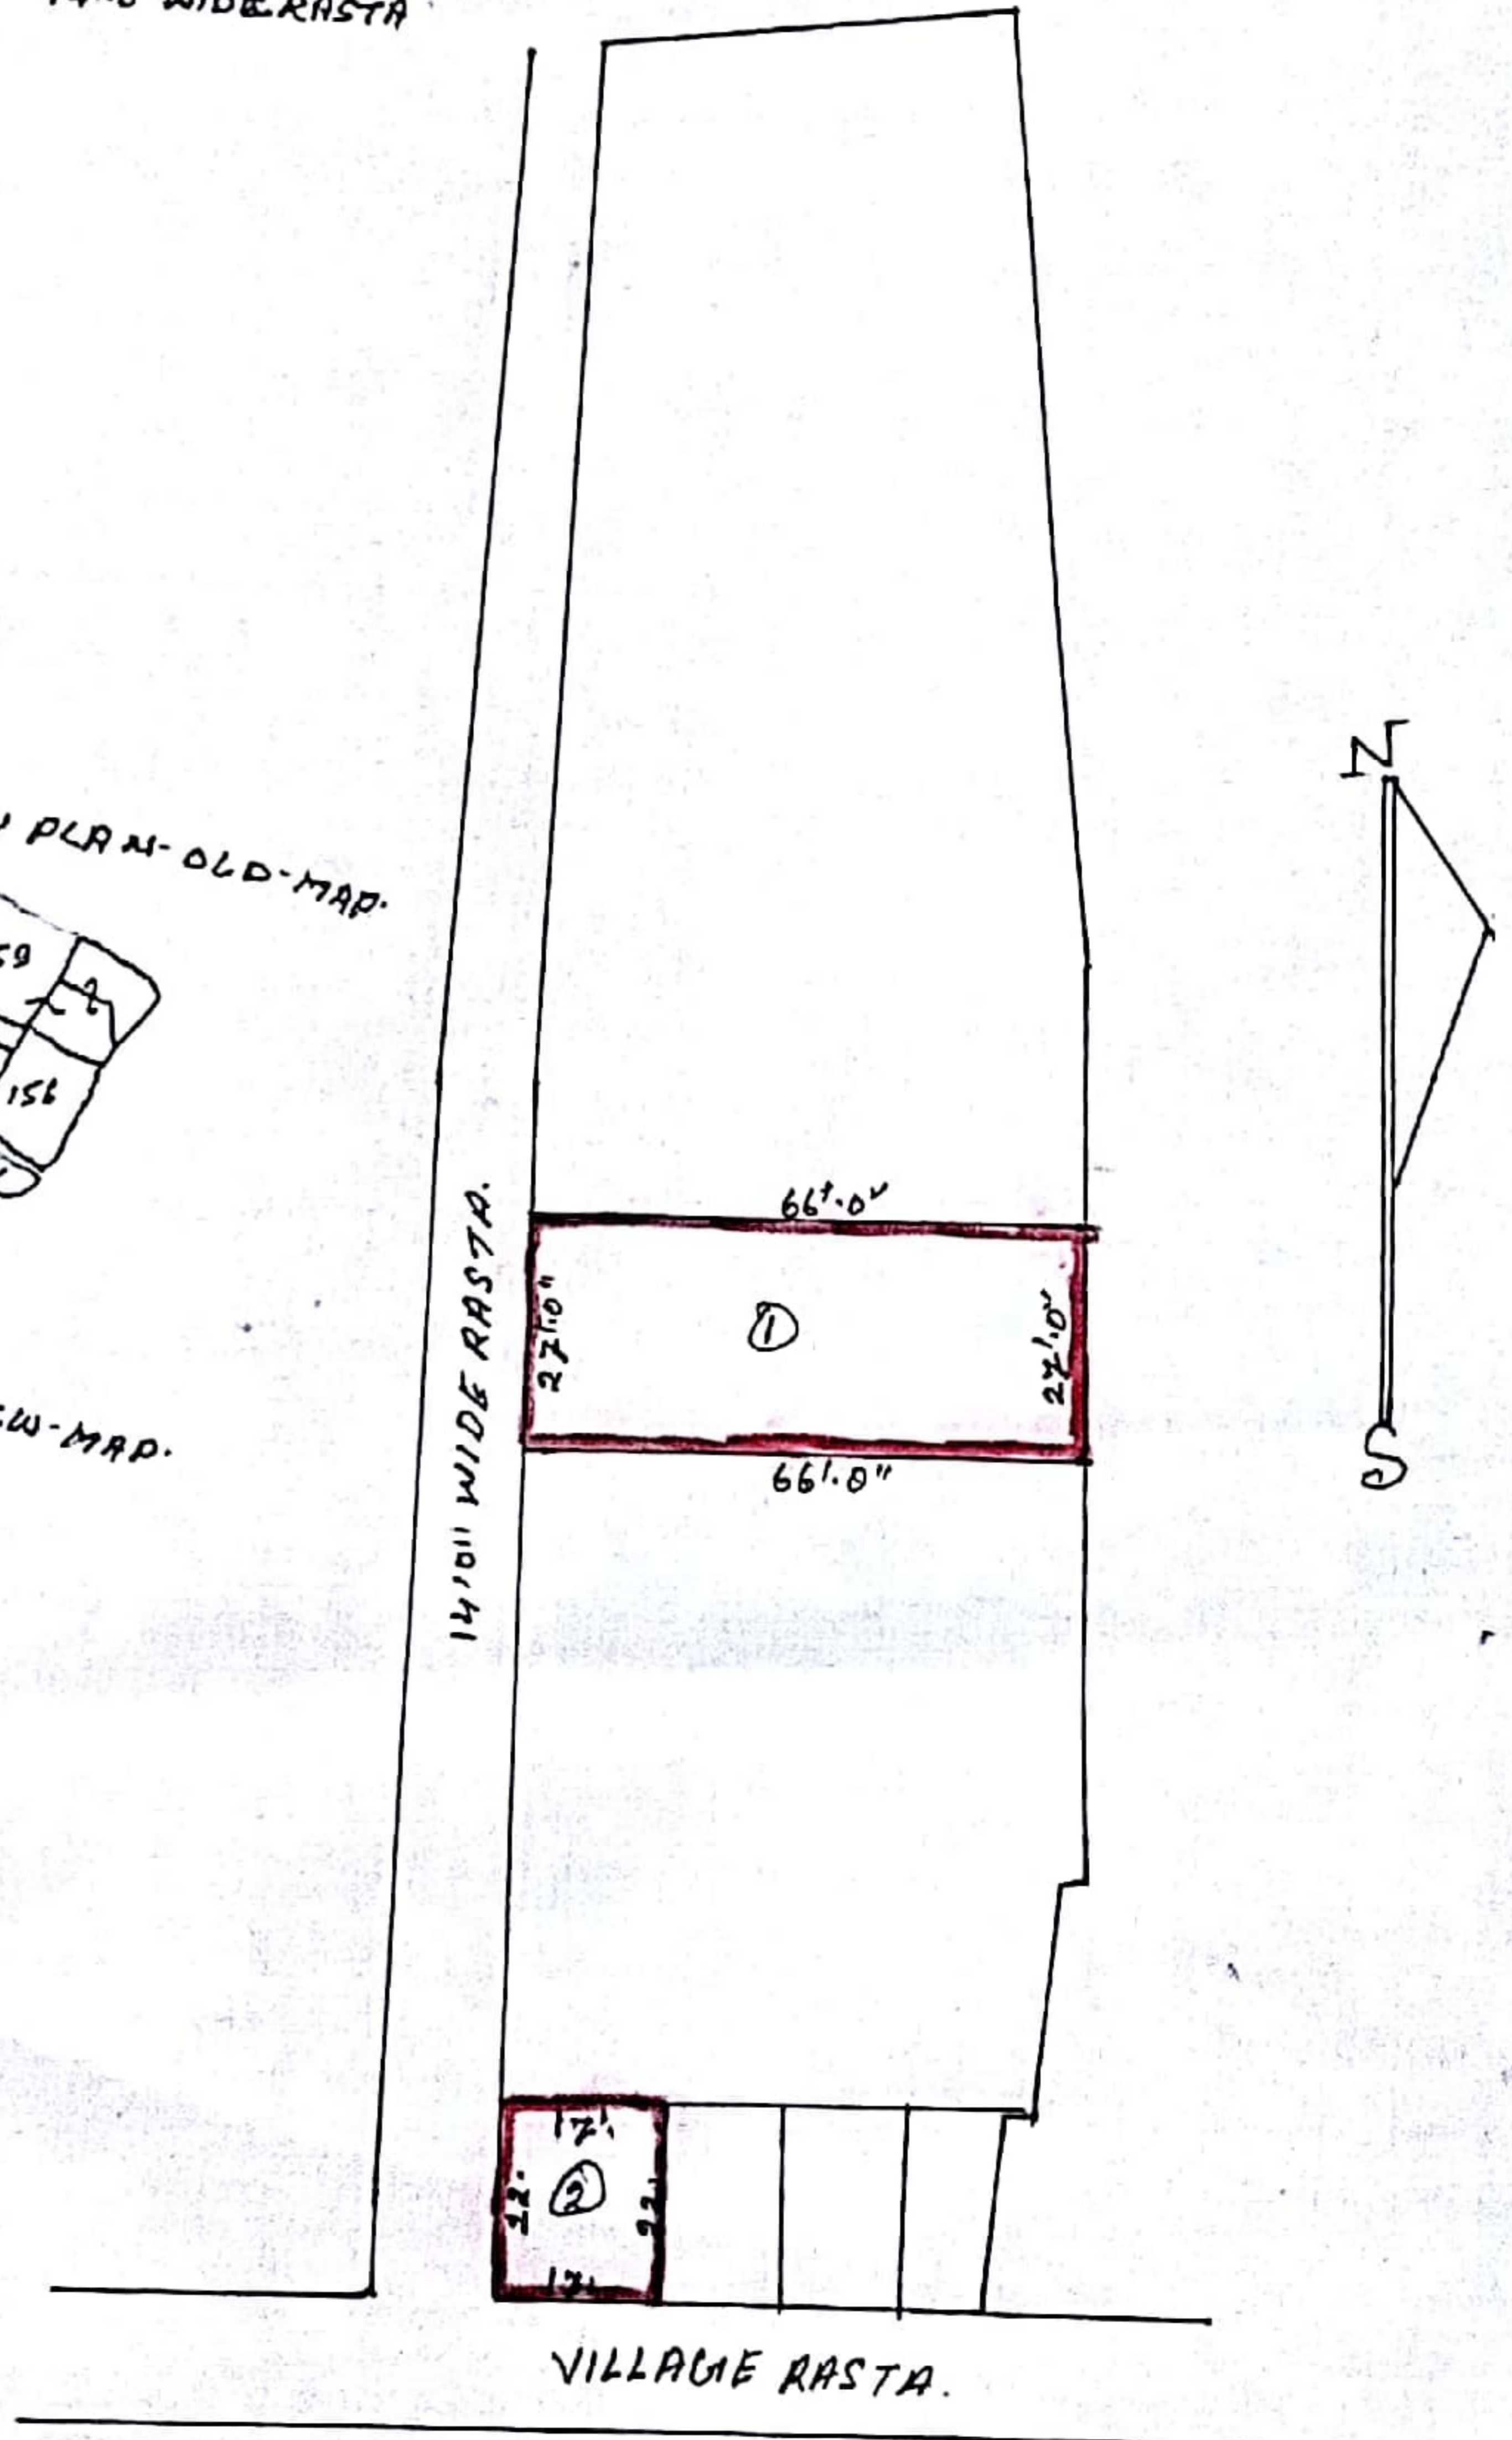 WIDE RASTA
PLAN-OLD-MAP.
59
2
156
EW-MAP.
N
S
14'.0" WIDE RASTA.
66'.0"
27'.0"
①
27'.0"
66'.0"
17'.
22'
②
22'
17'
VILLAGE RASTA.